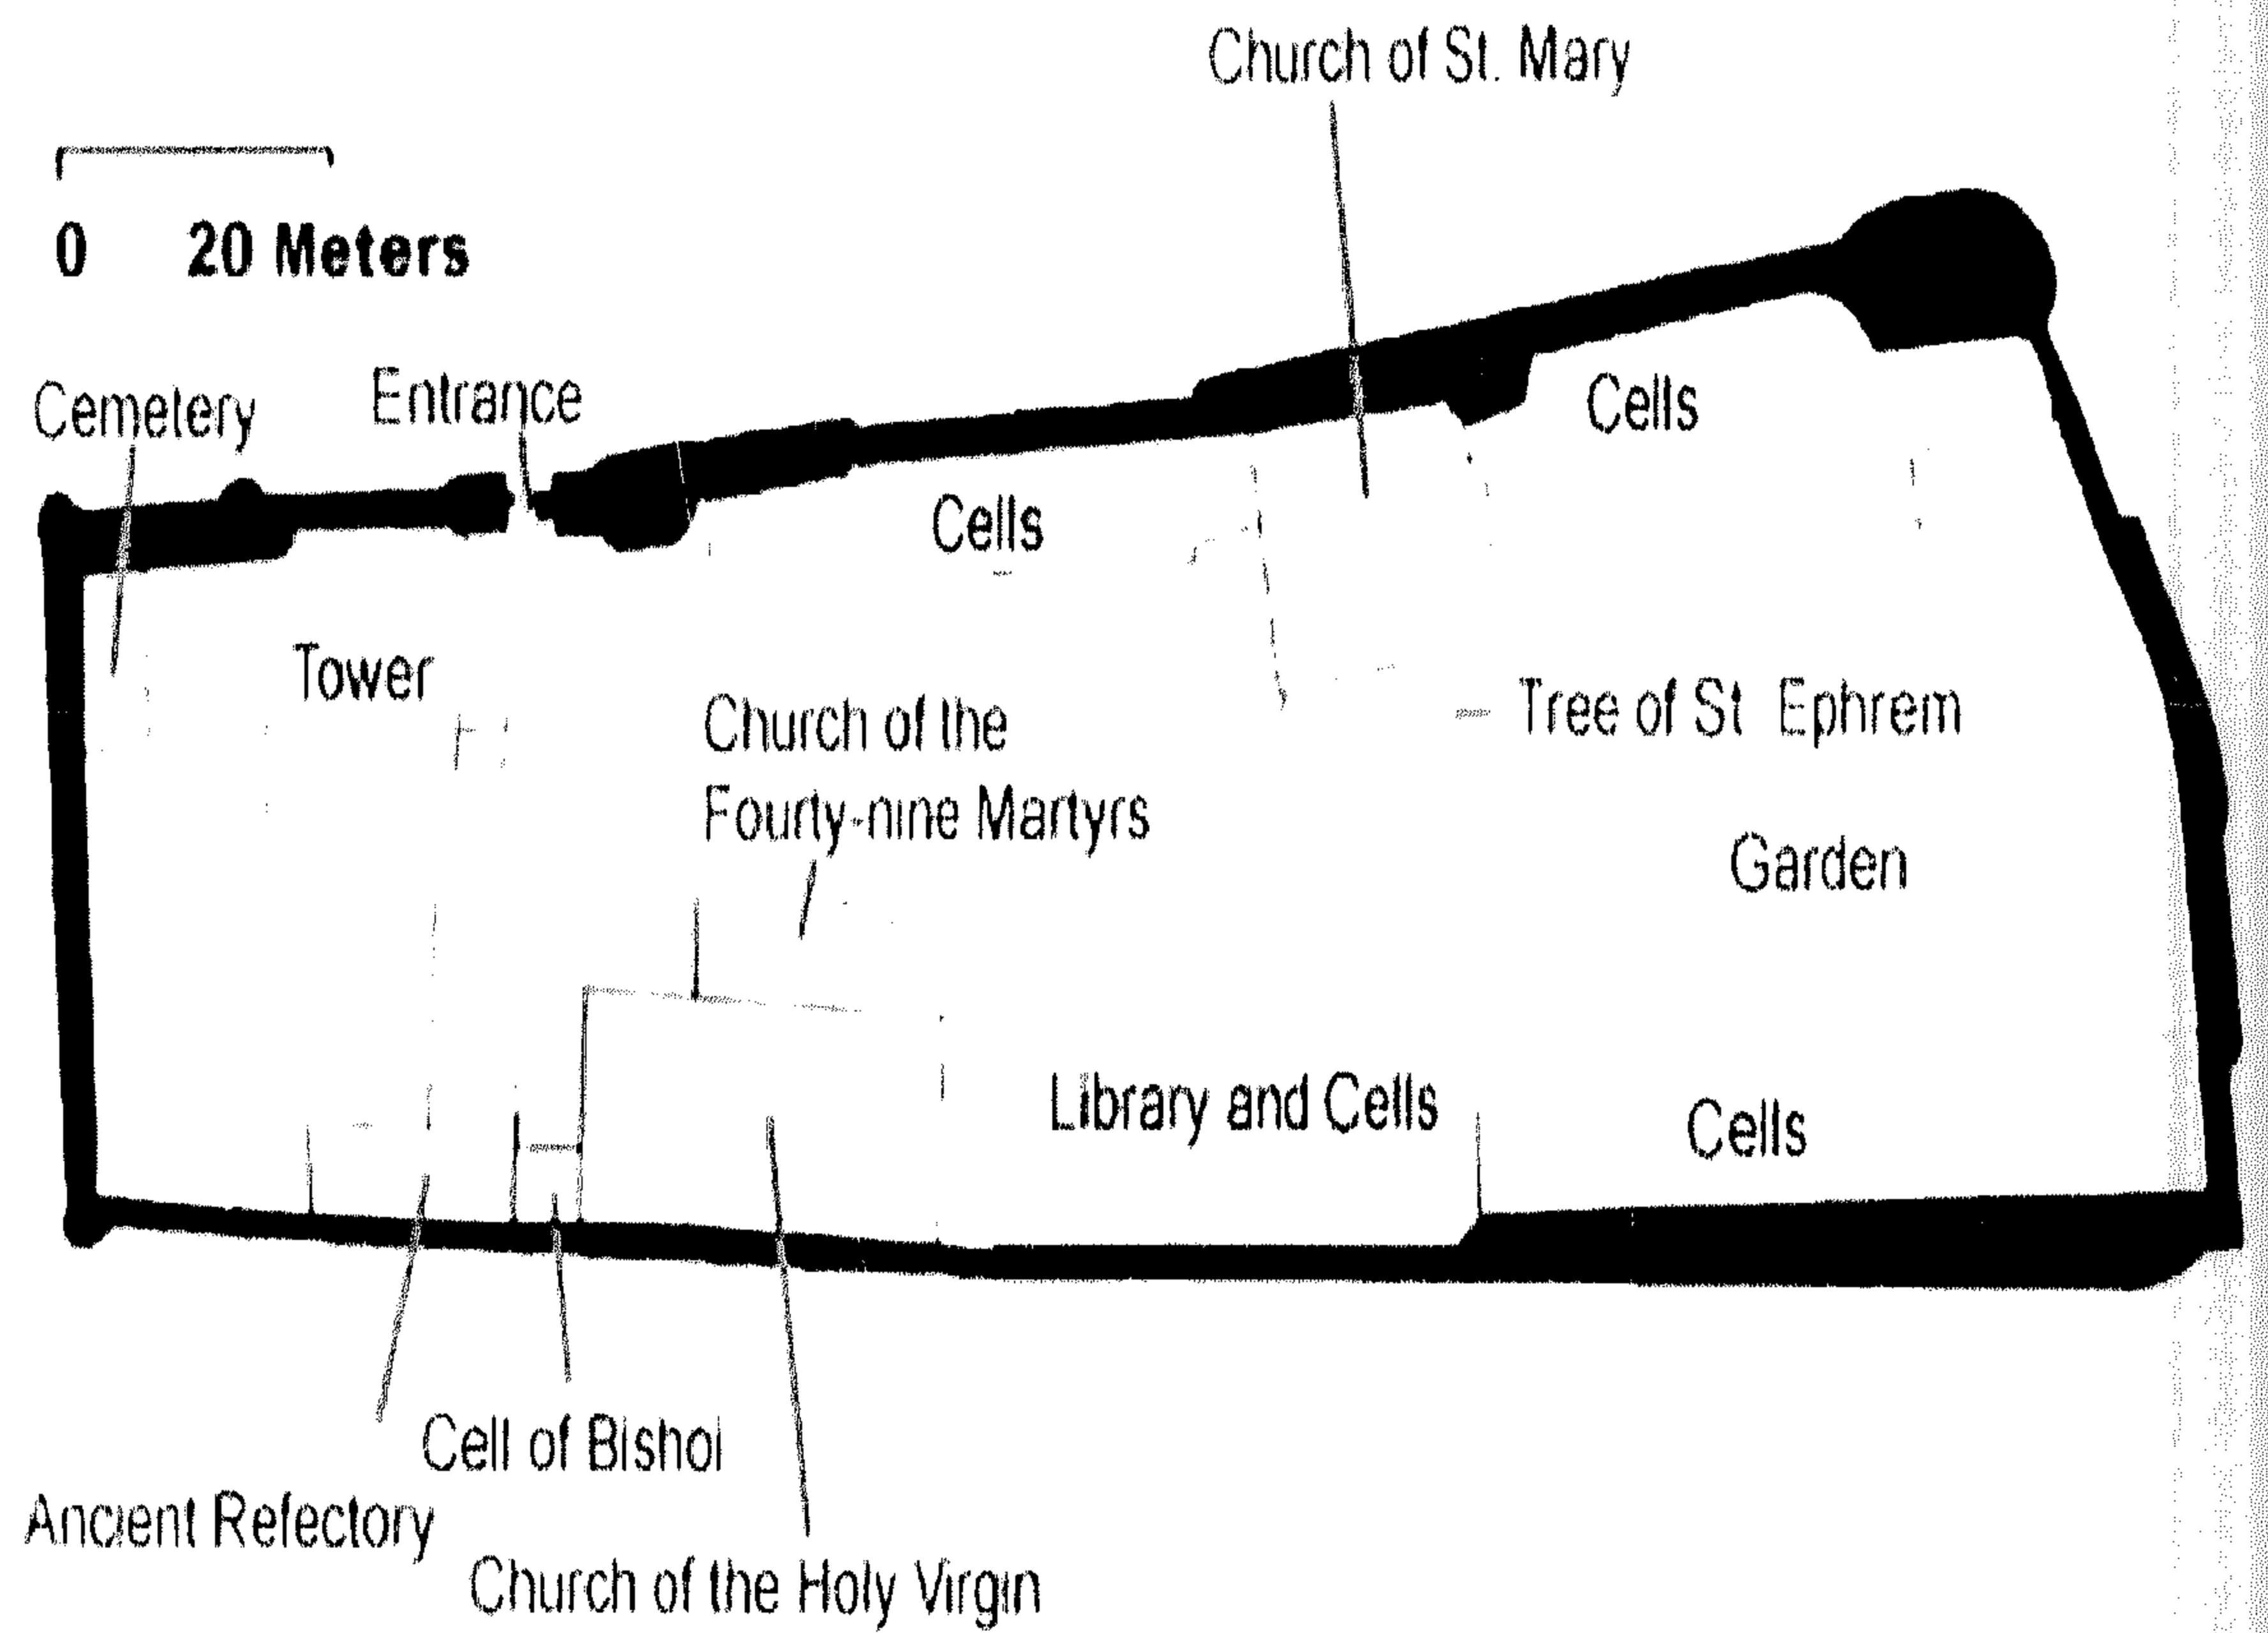 Church of St. Mary
0 20 Meters
Cemetery
Entrance
Cells
Cells
Tower
Church of the
Fourty-nine Martyrs
Tree of St Ephrem
Garden
Library and Cells
Cells
Cell of Bishoi
Ancient Refectory
Church of the Holy Virgin